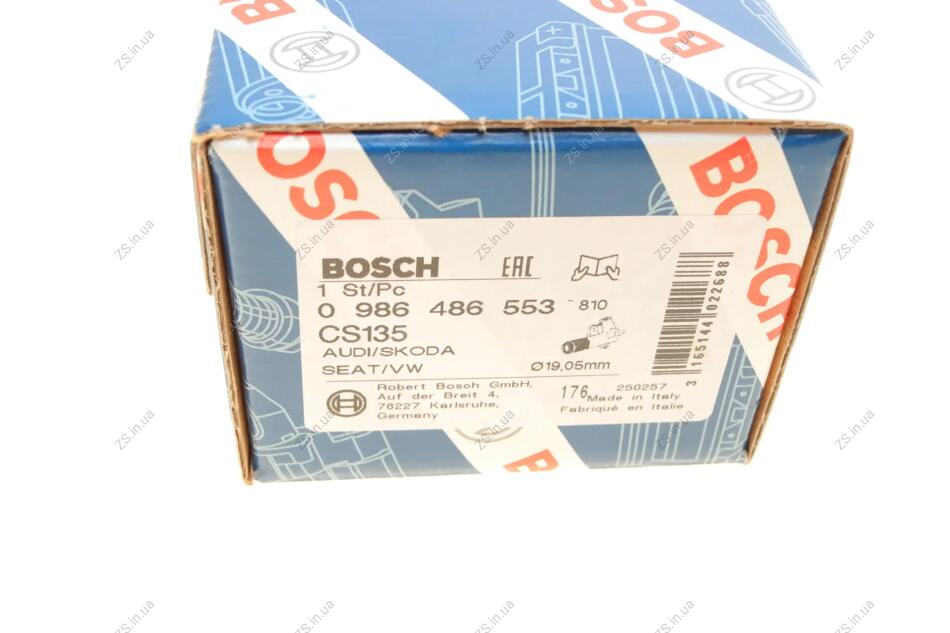 BOSCH
BOSCH
BOSCH
BOSCH EAC
1 St/Pc
0 986 486 553 - 810
CS135
AUDI/SKODA
SEAT/VW Ø19,05mm
Robert Bosch GmbH,
Auf der Breit 4,
76227 Karlsruhe,
Germany
176 250257
Made in Italy
Fabriqué en Italie
3 165144 022688
ZS.in.ua